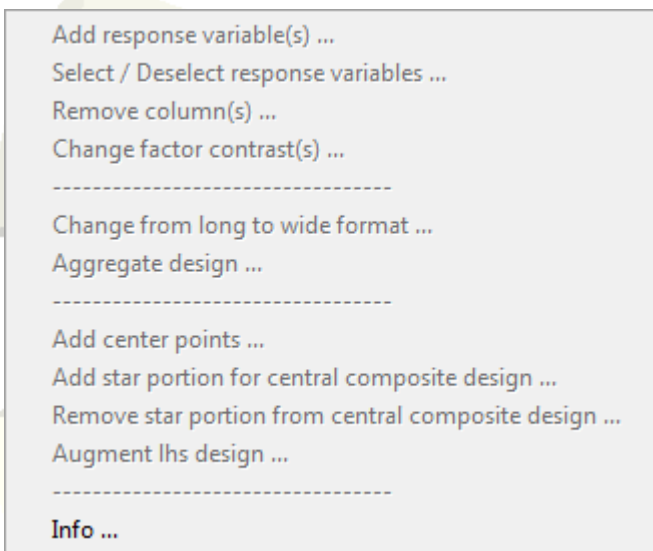 Add response variable(s) ...
Select / Deselect response variables ...
Remove column(s) ...
Change factor contrast(s) ...
----------------------------------
Change from long to wide format ...
Aggregate design ...
----------------------------------
Add center points ...
Add star portion for central composite design ...
Remove star portion from central composite design ...
Augment lhs design ...
----------------------------------
Info ...